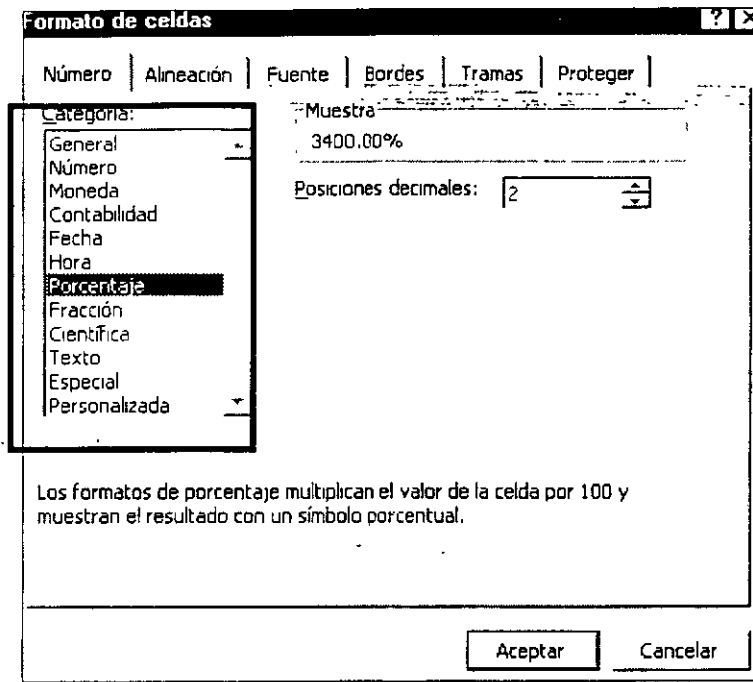 Formato de celdas
Número Alineación Fuente Bordes Tramas Proteger
Categoría:
General
Número
Moneda
Contabilidad
Fecha
Hora
Porcentaje
Fracción
Científica
Texto
Especial
Personalizada
Muestra
3400.00%
Posiciones decimales: 2
Los formatos de porcentaje multiplican el valor de la celda por 100 y
muestran el resultado con un símbolo porcentual.
Aceptar Cancelar